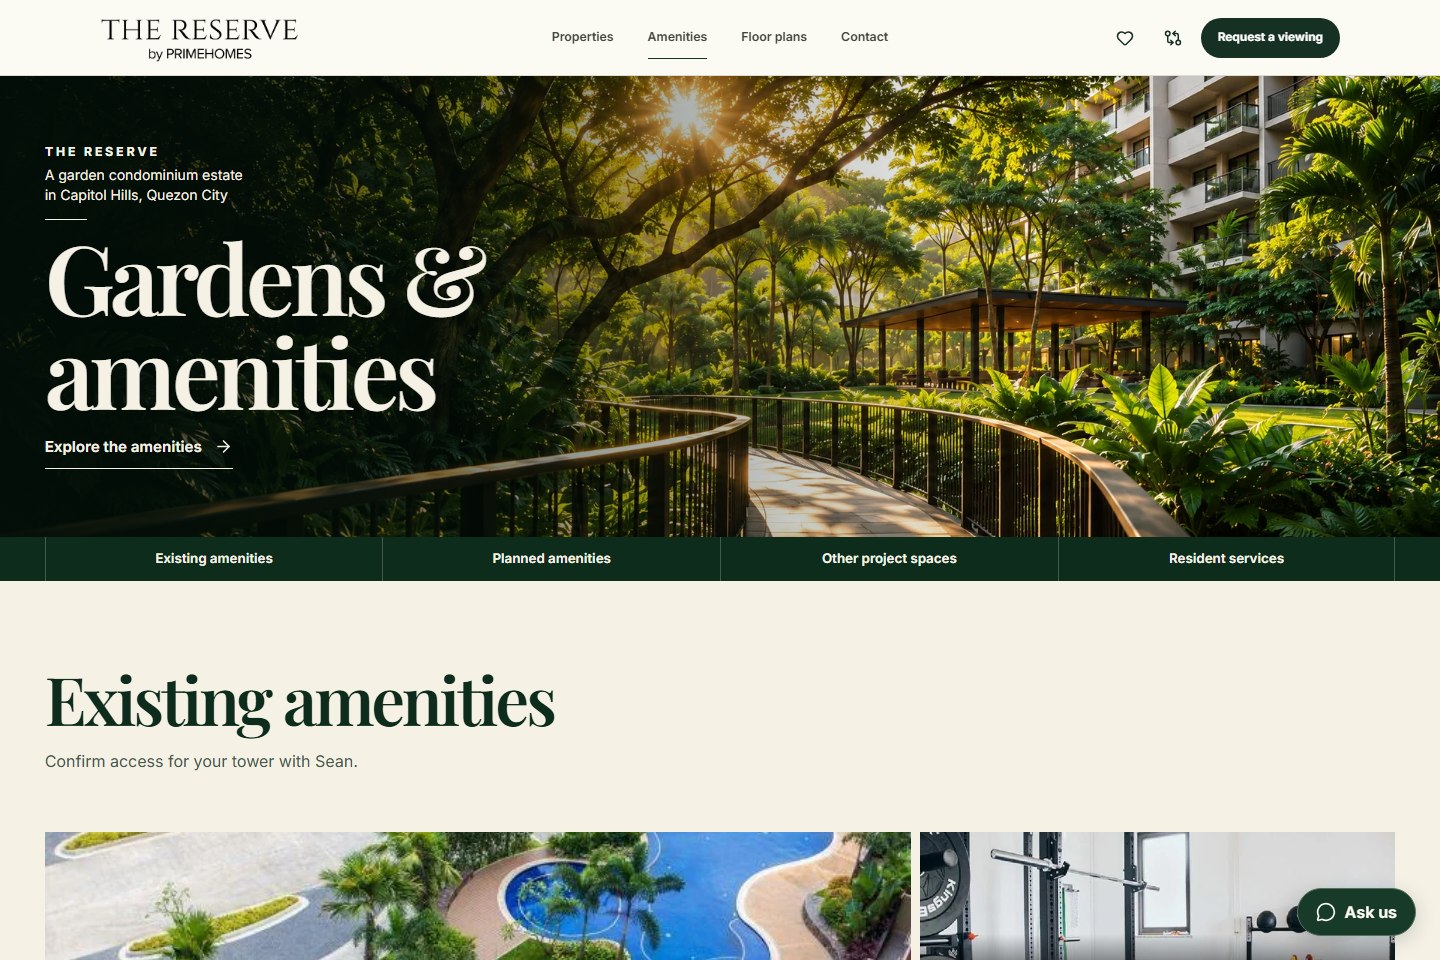 THE RESERVE
by PRIMEHOMES
Properties
Amenities
Floor plans
Contact
Request a viewing
THE RESERVE
A garden condominium estate
in Capitol Hills, Quezon City
Gardens &
amenities
Explore the amenities
Existing amenities
Planned amenities
Other project spaces
Resident services
Existing amenities
Confirm access for your tower with Sean.
Ask us